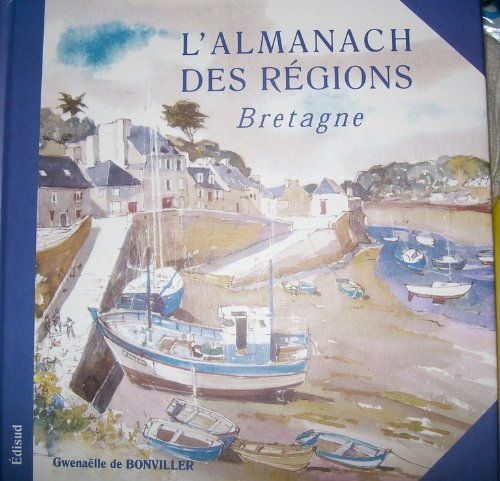 L'ALMANACH
DES RÉGIONS
Bretagne
Édisud
Gwenaëlle de BONVILLER